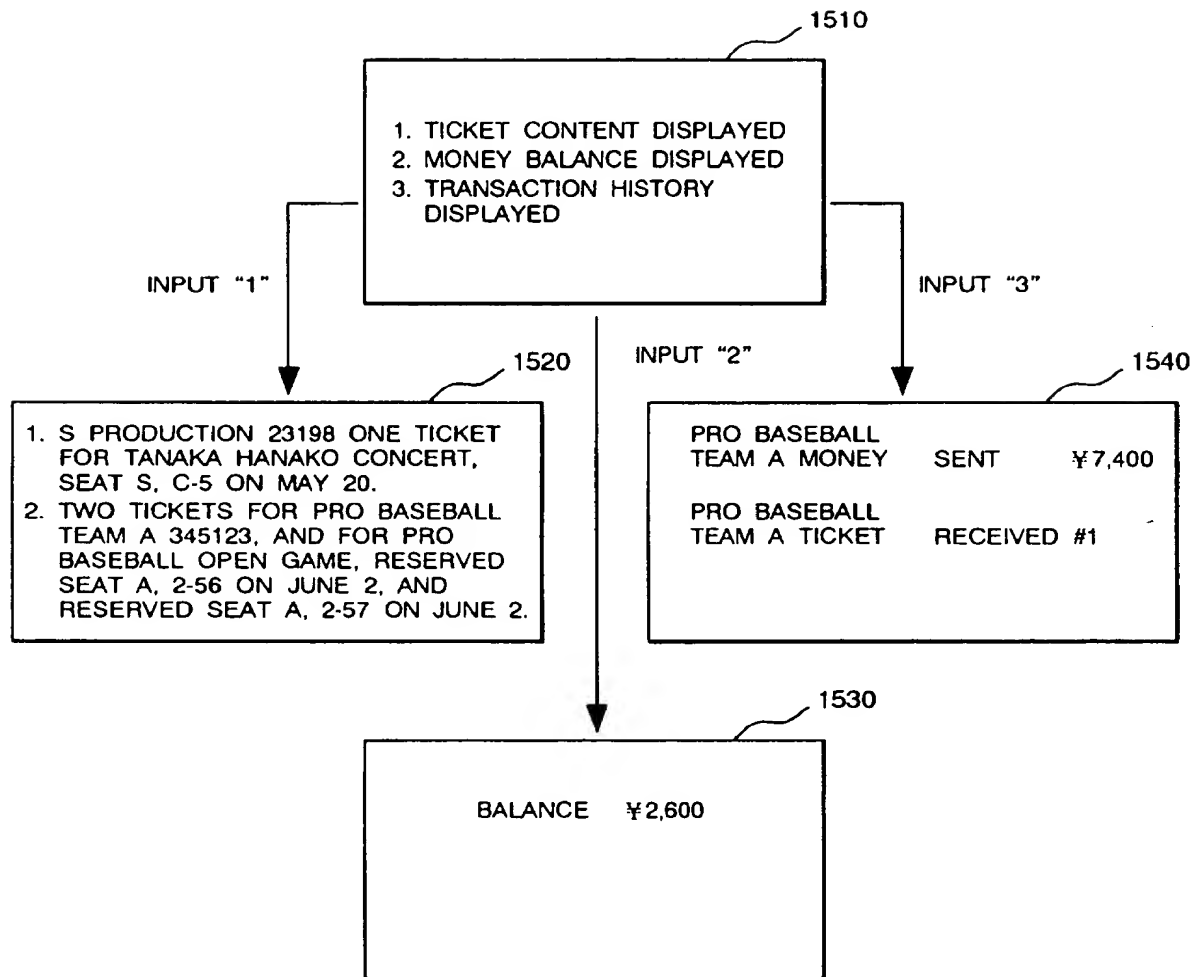 1510
1. TICKET CONTENT DISPLAYED
2. MONEY BALANCE DISPLAYED
3. TRANSACTION HISTORY
DISPLAYED
INPUT "1"
INPUT "2"
INPUT "3"
1520
1. S PRODUCTION 23198 ONE TICKET
FOR TANAKA HANAKO CONCERT,
SEAT S, C-5 ON MAY 20.
2. TWO TICKETS FOR PRO BASEBALL
TEAM A 345123, AND FOR PRO
BASEBALL OPEN GAME, RESERVED
SEAT A, 2-56 ON JUNE 2, AND
RESERVED SEAT A, 2-57 ON JUNE 2.
1540
PRO BASEBALL
TEAM A MONEY SENT ¥7,400
PRO BASEBALL
TEAM A TICKET RECEIVED #1
1530
BALANCE ¥2,600